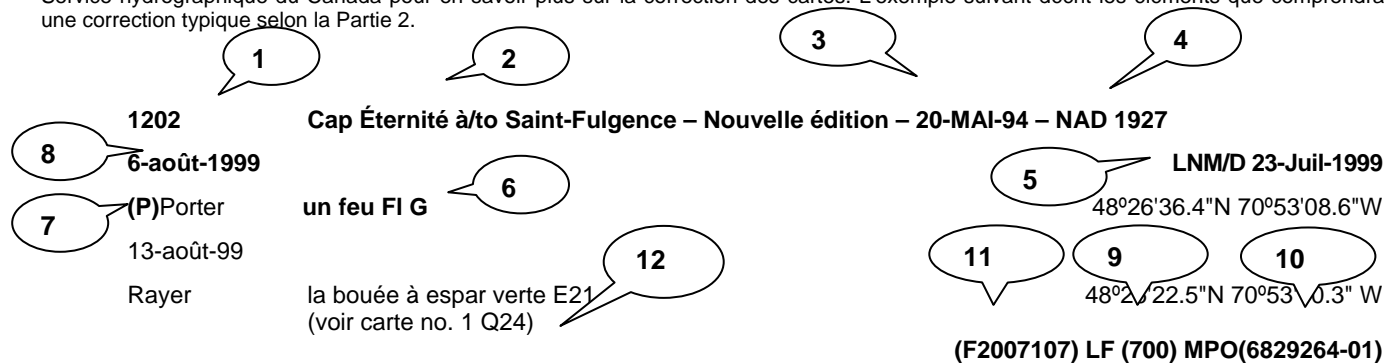 Service hydrographique du Canada pour en savoir plus sur la correction des cartes. L'exemple suivant décrit les éléments que comprendra
une correction typique selon la Partie 2.
1 2 3 4
1202 Cap Éternité à/to Saint-Fulgence – Nouvelle édition – 20-MAI-94 – NAD 1927
8 6-août-1999 5 LNM/D 23-Juil-1999
7 (P)Porter un feu Fl G 6 48º26'36.4"N 70º53'08.6"W
13-août-99 12 11 9 10
Rayer la bouée à espar verte E21 W
(voir carte no. 1 Q24)
(F2007107) LF (700) MPO(6829264-01)